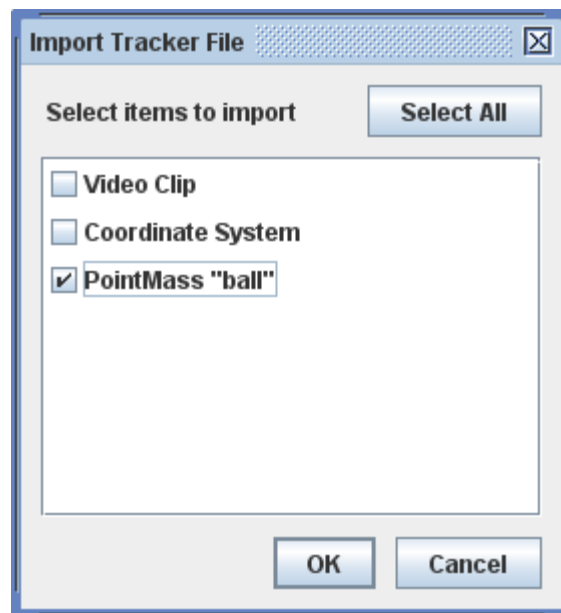 Import Tracker File
Select items to import
Select All
Video Clip
Coordinate System
PointMass "ball"
OK
Cancel